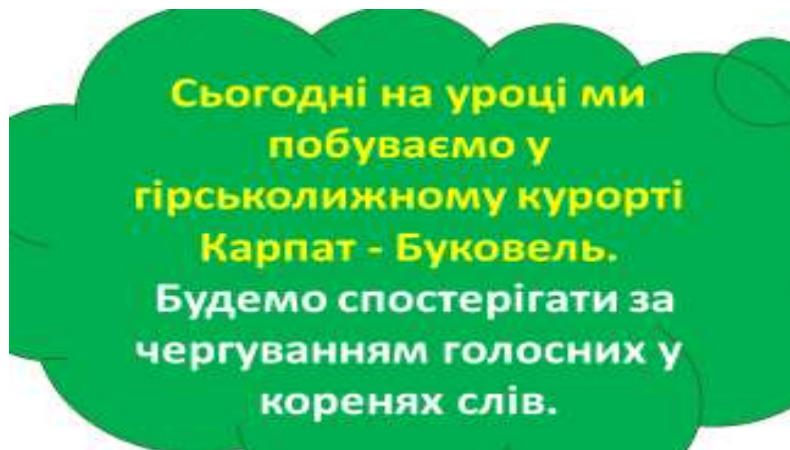 Сьогодні на уроці ми
побуваємо у
гірськолижному курорті
Карпат - Буковель.
Будемо спостерігати за
чергуванням голосних у
коренях слів.